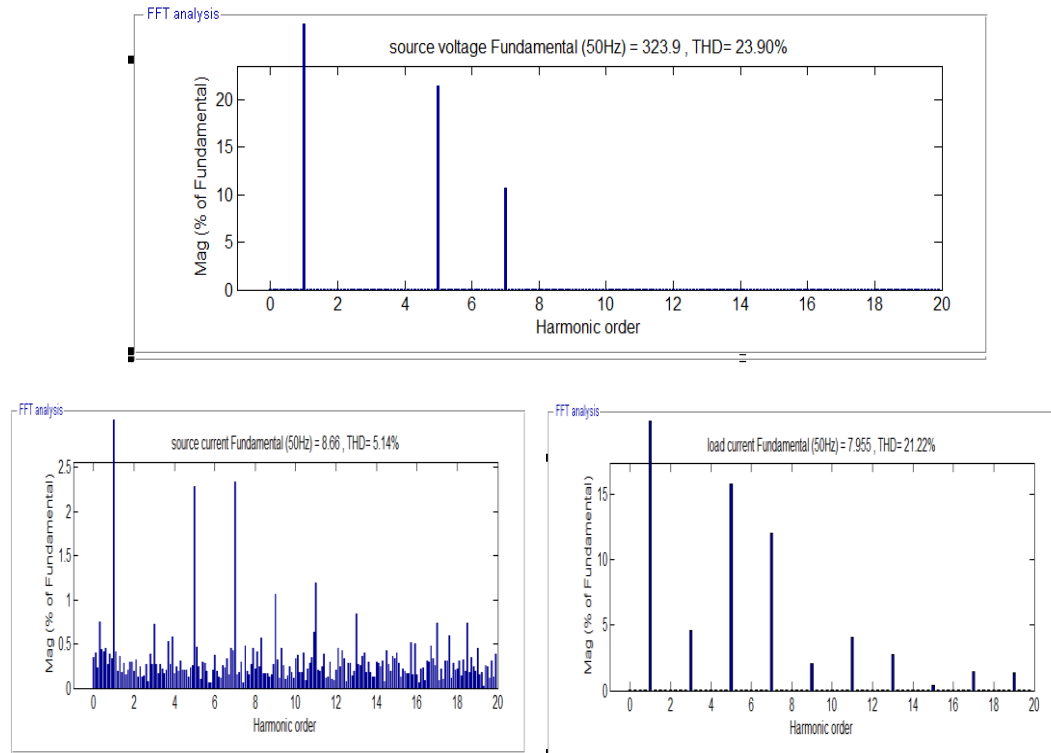 FFT analysis
source voltage Fundamental (50Hz) = 323.9 , THD= 23.90%
Mag (% of Fundamental)
20
15
10
5
0
0 2 4 6 8 10 12 14 16 18 20
Harmonic order
FFT analysis
source current Fundamental (50Hz) = 8.66 , THD= 5.14%
Mag (% of Fundamental)
2.5
2
1.5
1
0.5
0
0 2 4 6 8 10 12 14 16 18 20
Harmonic order
FFT analysis
load current Fundamental (50Hz) = 7.955 , THD= 21.22%
Mag (% of Fundamental)
15
10
5
0
0 2 4 6 8 10 12 14 16 18 20
Harmonic order